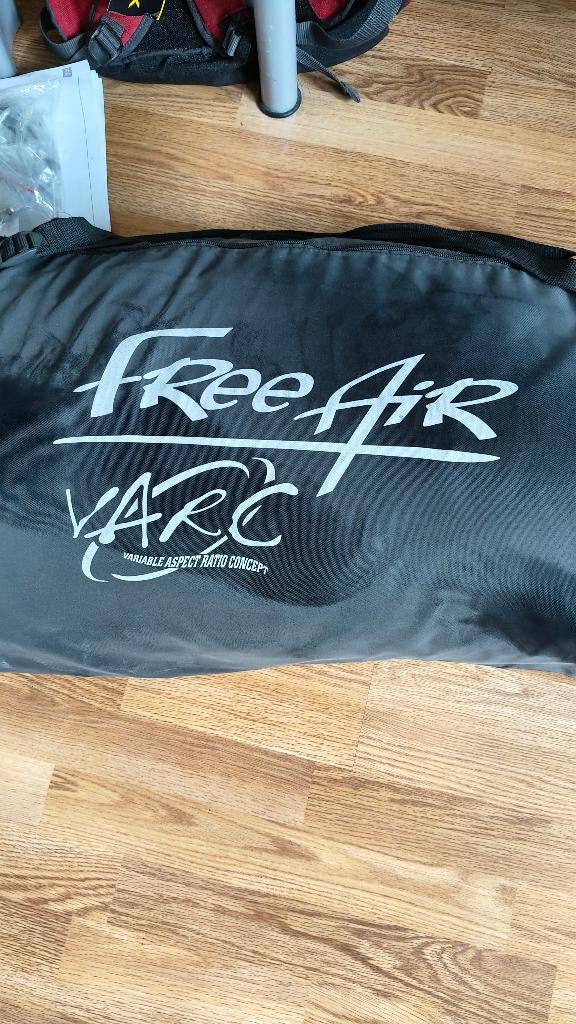 FRee AiR
VARC
VARIABLE ASPECT RATIO CONCEPT